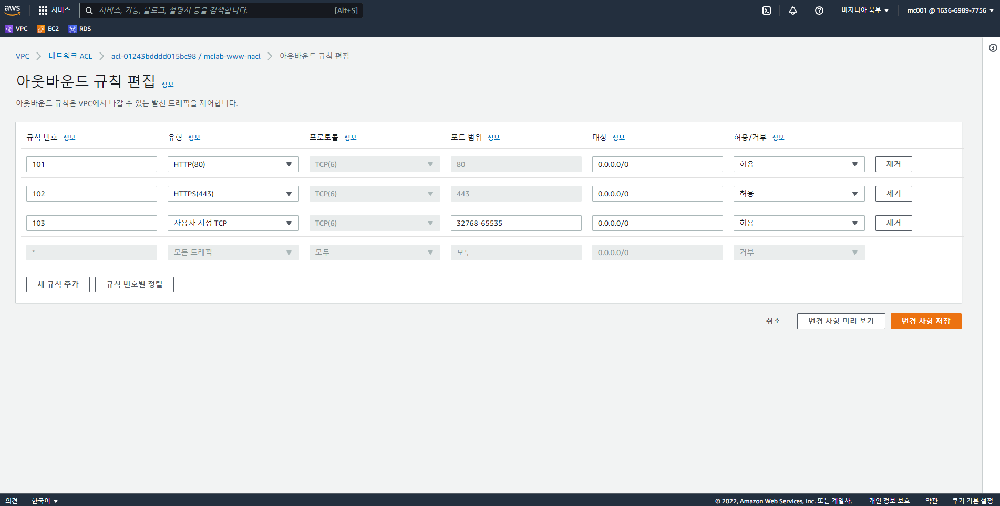 aws 서비스 서비스, 기능, 블로그, 설명서 등을 검색합니다. [Alt+S] 버지니아 북부 mc001 @ 1636-6989-7756
VPC EC2 RDS
VPC 네트워크 ACL acl-01243bdddd015bc98 / mclab-www-nacl 아웃바운드 규칙 편집
아웃바운드 규칙 편집 정보
아웃바운드 규칙은 VPC에서 나갈 수 있는 발신 트래픽을 제어합니다.
규칙 번호 정보 유형 정보 프로토콜 정보 포트 범위 정보 대상 정보 허용/거부 정보
101 HTTP(80) TCP(6) 80 0.0.0.0/0 허용 제거
102 HTTPS(443) TCP(6) 443 0.0.0.0/0 허용 제거
103 사용자 지정 TCP TCP(6) 32768-65535 0.0.0.0/0 허용 제거
* 모든 트래픽 모두 모두 0.0.0.0/0 거부
새 규칙 추가 규칙 번호별 정렬
취소 변경 사항 미리 보기 변경 사항 저장
의견 한국어 © 2022, Amazon Web Services, Inc. 또는 계열사. 개인 정보 보호 약관 쿠키 기본 설정